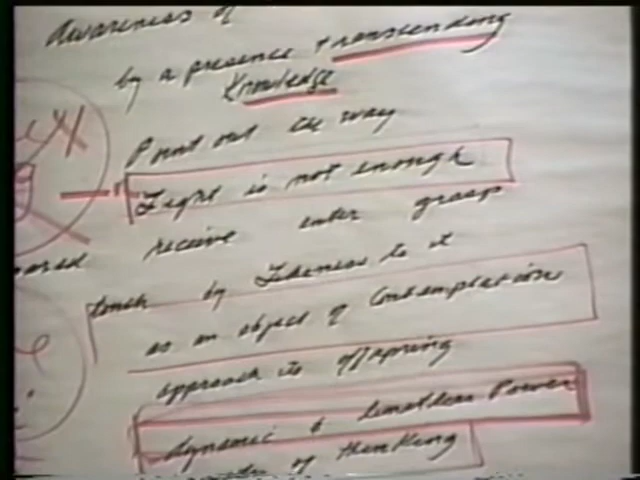 Awareness of
by a presence + transcending
Knowledge
Point out the way
Light is not enough
receive enter grasp
touch by Likeness to it
as an object of Contemplation
approach its offspring
dynamic & limitless Power
of thinking